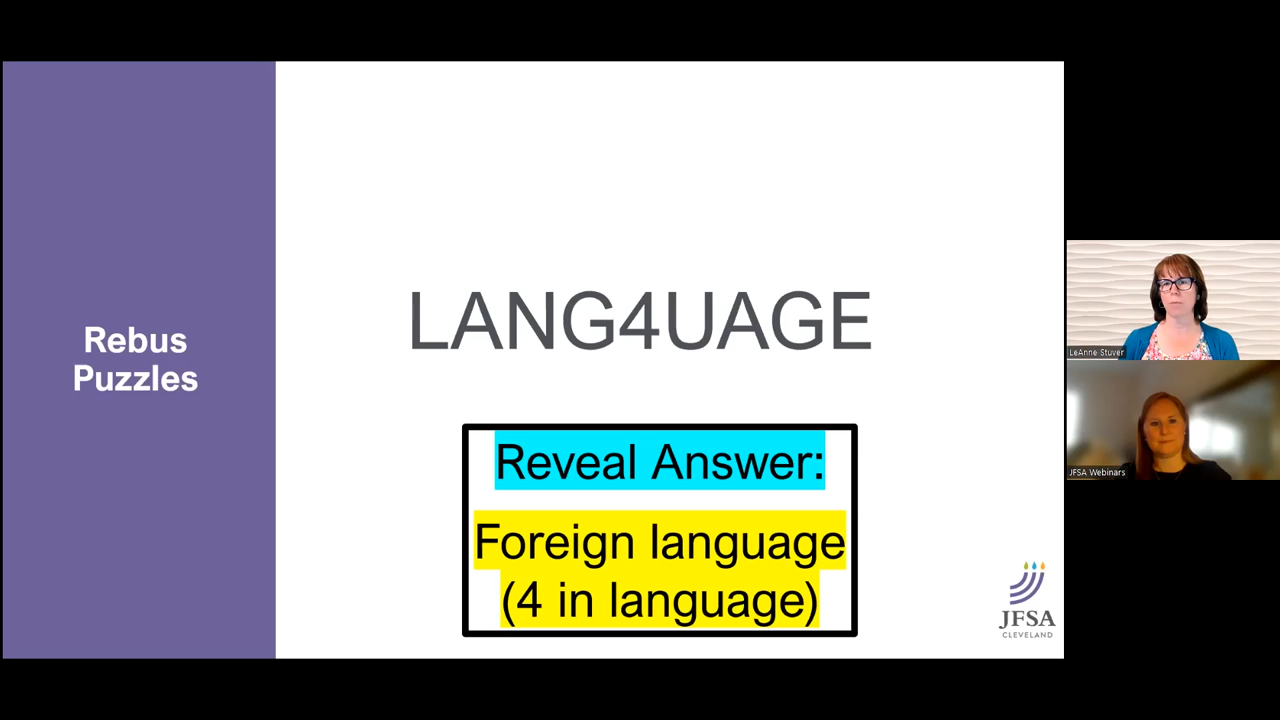 Rebus
Puzzles
LANG4UAGE
Reveal Answer:
Foreign language
(4 in language)
JFSA
CLEVELAND
LeAnne Stuver
JFSA Webinars